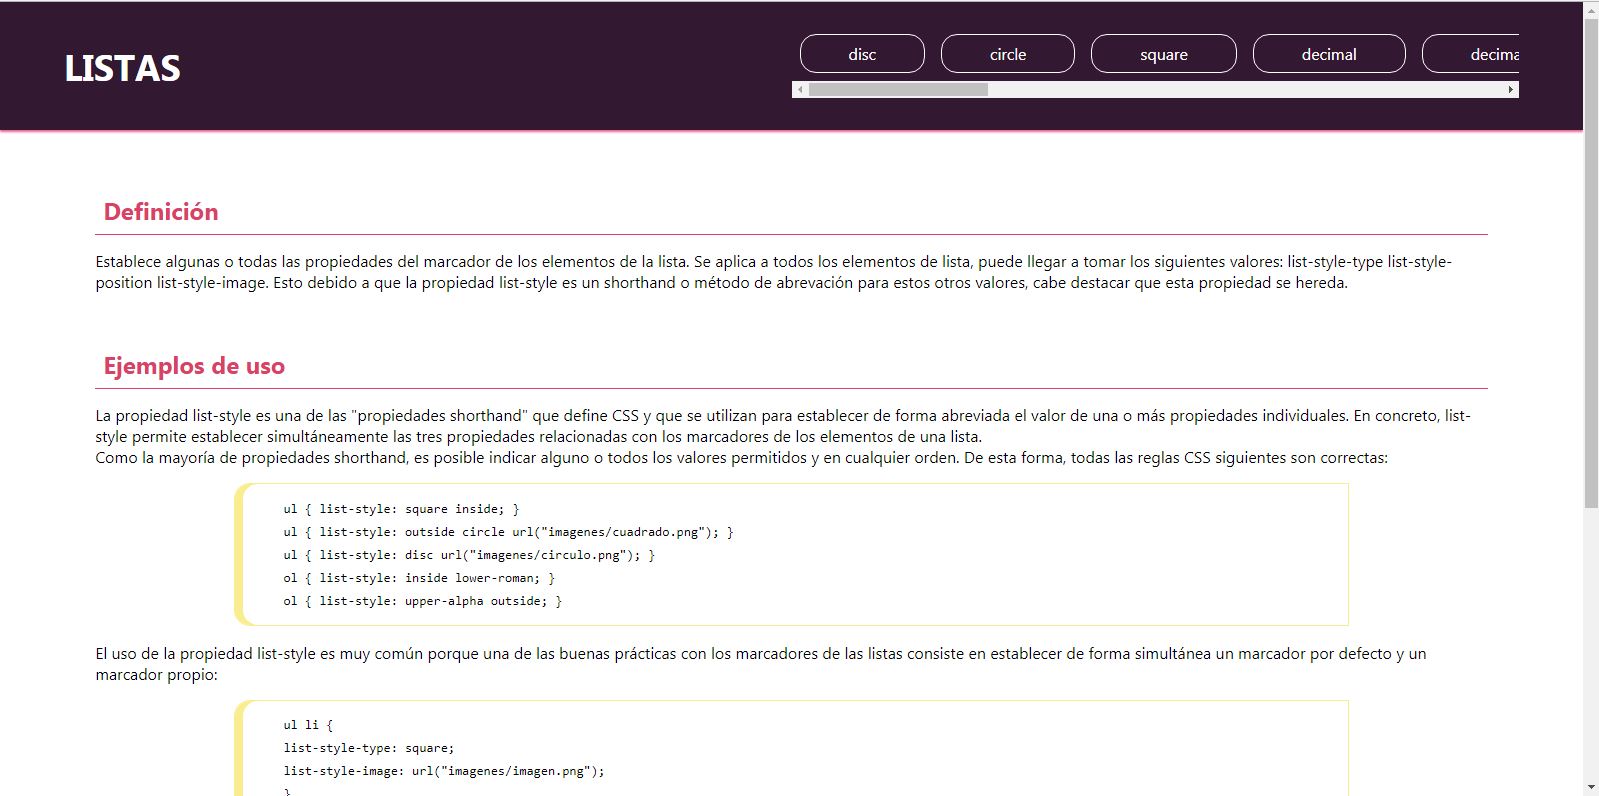 LISTAS
disc
circle
square
decimal
decima
Definición
Establece algunas o todas las propiedades del marcador de los elementos de la lista. Se aplica a todos los elementos de lista, puede llegar a tomar los siguientes valores: list-style-type list-style-
position list-style-image. Esto debido a que la propiedad list-style es un shorthand o método de abrevación para estos otros valores, cabe destacar que esta propiedad se hereda.
Ejemplos de uso
La propiedad list-style es una de las "propiedades shorthand" que define CSS y que se utilizan para establecer de forma abreviada el valor de una o más propiedades individuales. En concreto, list-
style permite establecer simultáneamente las tres propiedades relacionadas con los marcadores de los elementos de una lista.
Como la mayoría de propiedades shorthand, es posible indicar alguno o todos los valores permitidos y en cualquier orden. De esta forma, todas las reglas CSS siguientes son correctas:
ul { list-style: square inside; }
ul { list-style: outside circle url("imagenes/cuadrado.png"); }
ul { list-style: disc url("imagenes/circulo.png"); }
ol { list-style: inside lower-roman; }
ol { list-style: upper-alpha outside; }
El uso de la propiedad list-style es muy común porque una de las buenas prácticas con los marcadores de las listas consiste en establecer de forma simultánea un marcador por defecto y un
marcador propio:
ul li {
list-style-type: square;
list-style-image: url("imagenes/imagen.png");
}